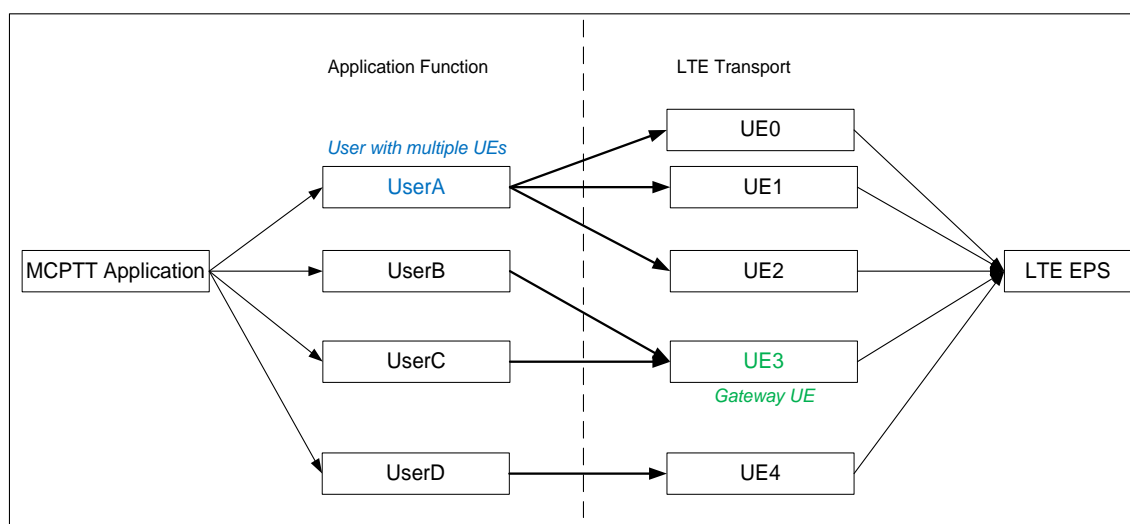 Application Function
LTE Transport
UE0
User with multiple UEs
UserA
UE1
MCPTT Application
UserB
UE2
LTE EPS
UserC
UE3
Gateway UE
UserD
UE4